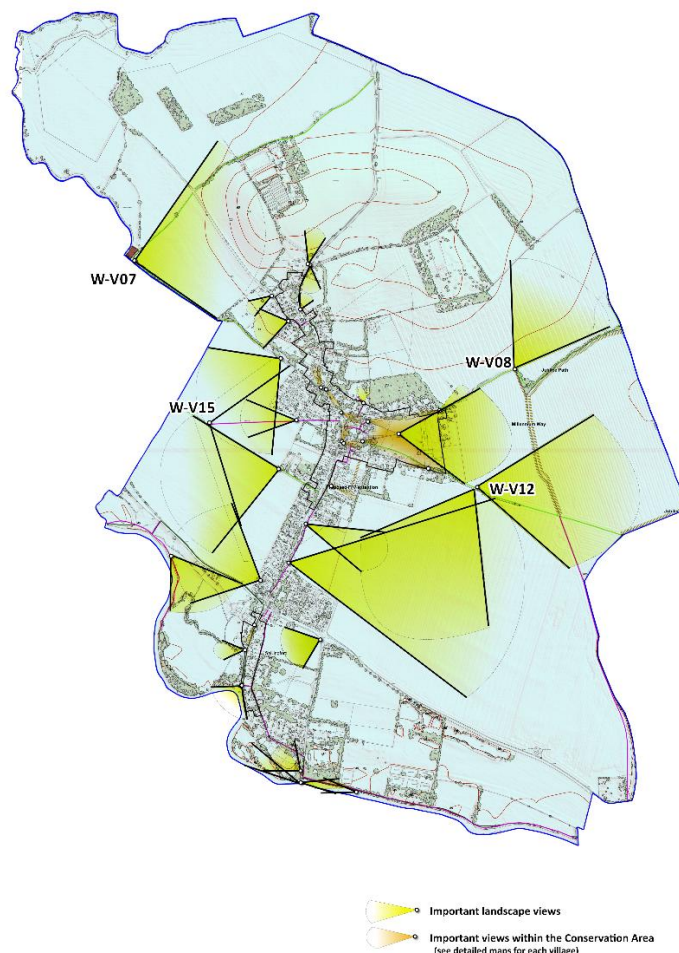 W-V07
W-V08
Jubilee Path
W-V15
Millennium Way
W-V12
Important landscape views
Important views within the Conservation Area
(see detailed maps for each village)